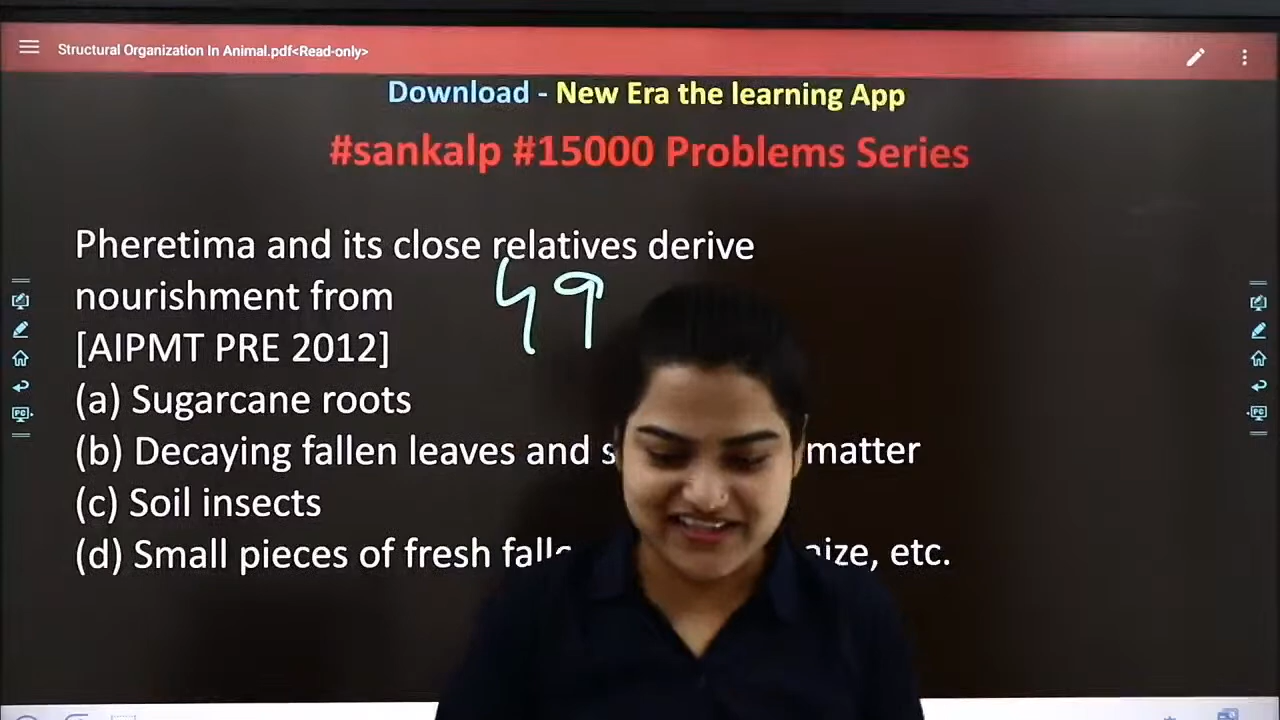 Structural Organization In Animal.pdf<Read-only>
Download - New Era the learning App
#sankalp #15000 Problems Series
Pheretima and its close relatives derive
nourishment from
49
[AIPMT PRE 2012]
(a) Sugarcane roots
(b) Decaying fallen leaves and matter
(c) Soil insects
(d) Small pieces of fresh etc.